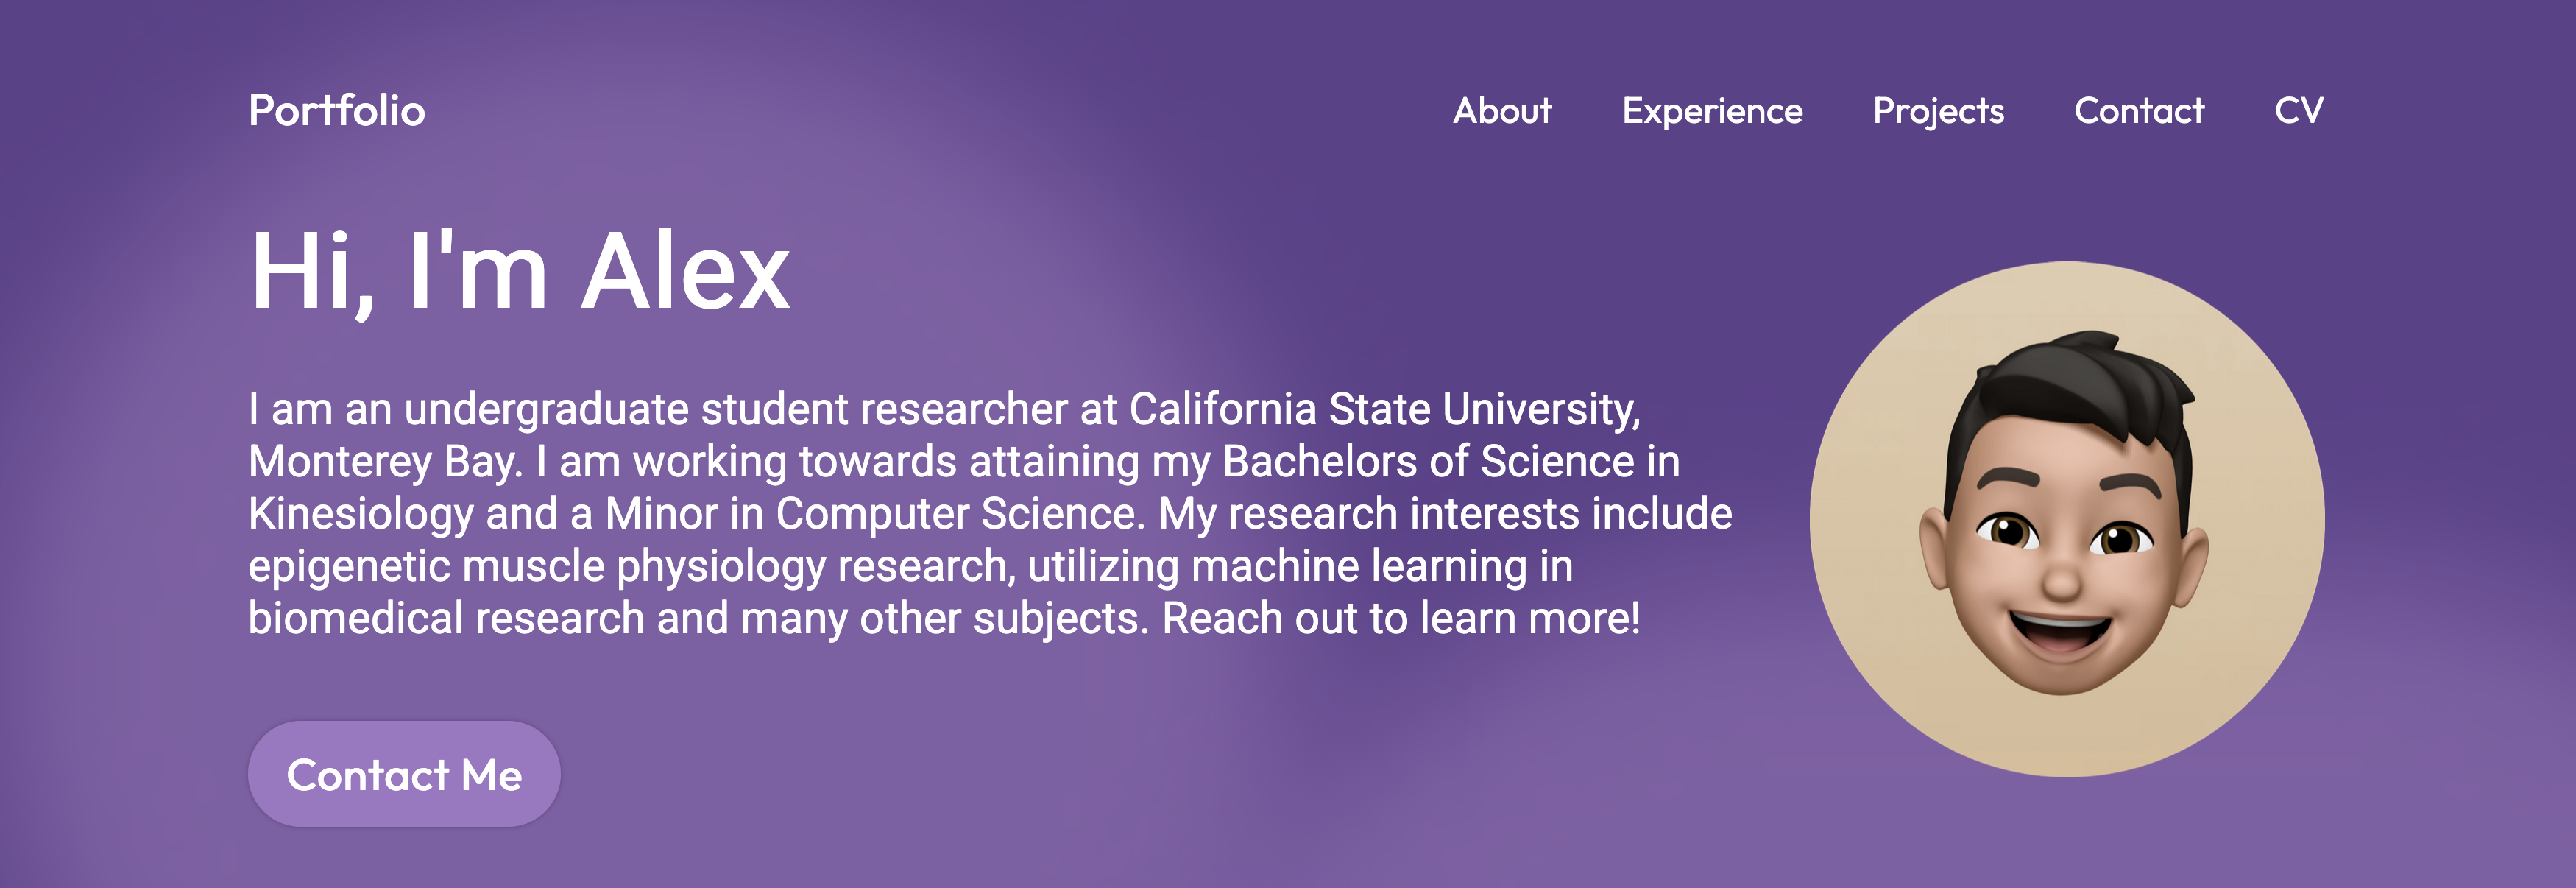 Portfolio
About Experience Projects Contact CV
Hi, I'm Alex
I am an undergraduate student researcher at California State University,
Monterey Bay. I am working towards attaining my Bachelors of Science in
Kinesiology and a Minor in Computer Science. My research interests include
epigenetic muscle physiology research, utilizing machine learning in
biomedical research and many other subjects. Reach out to learn more!
Contact Me